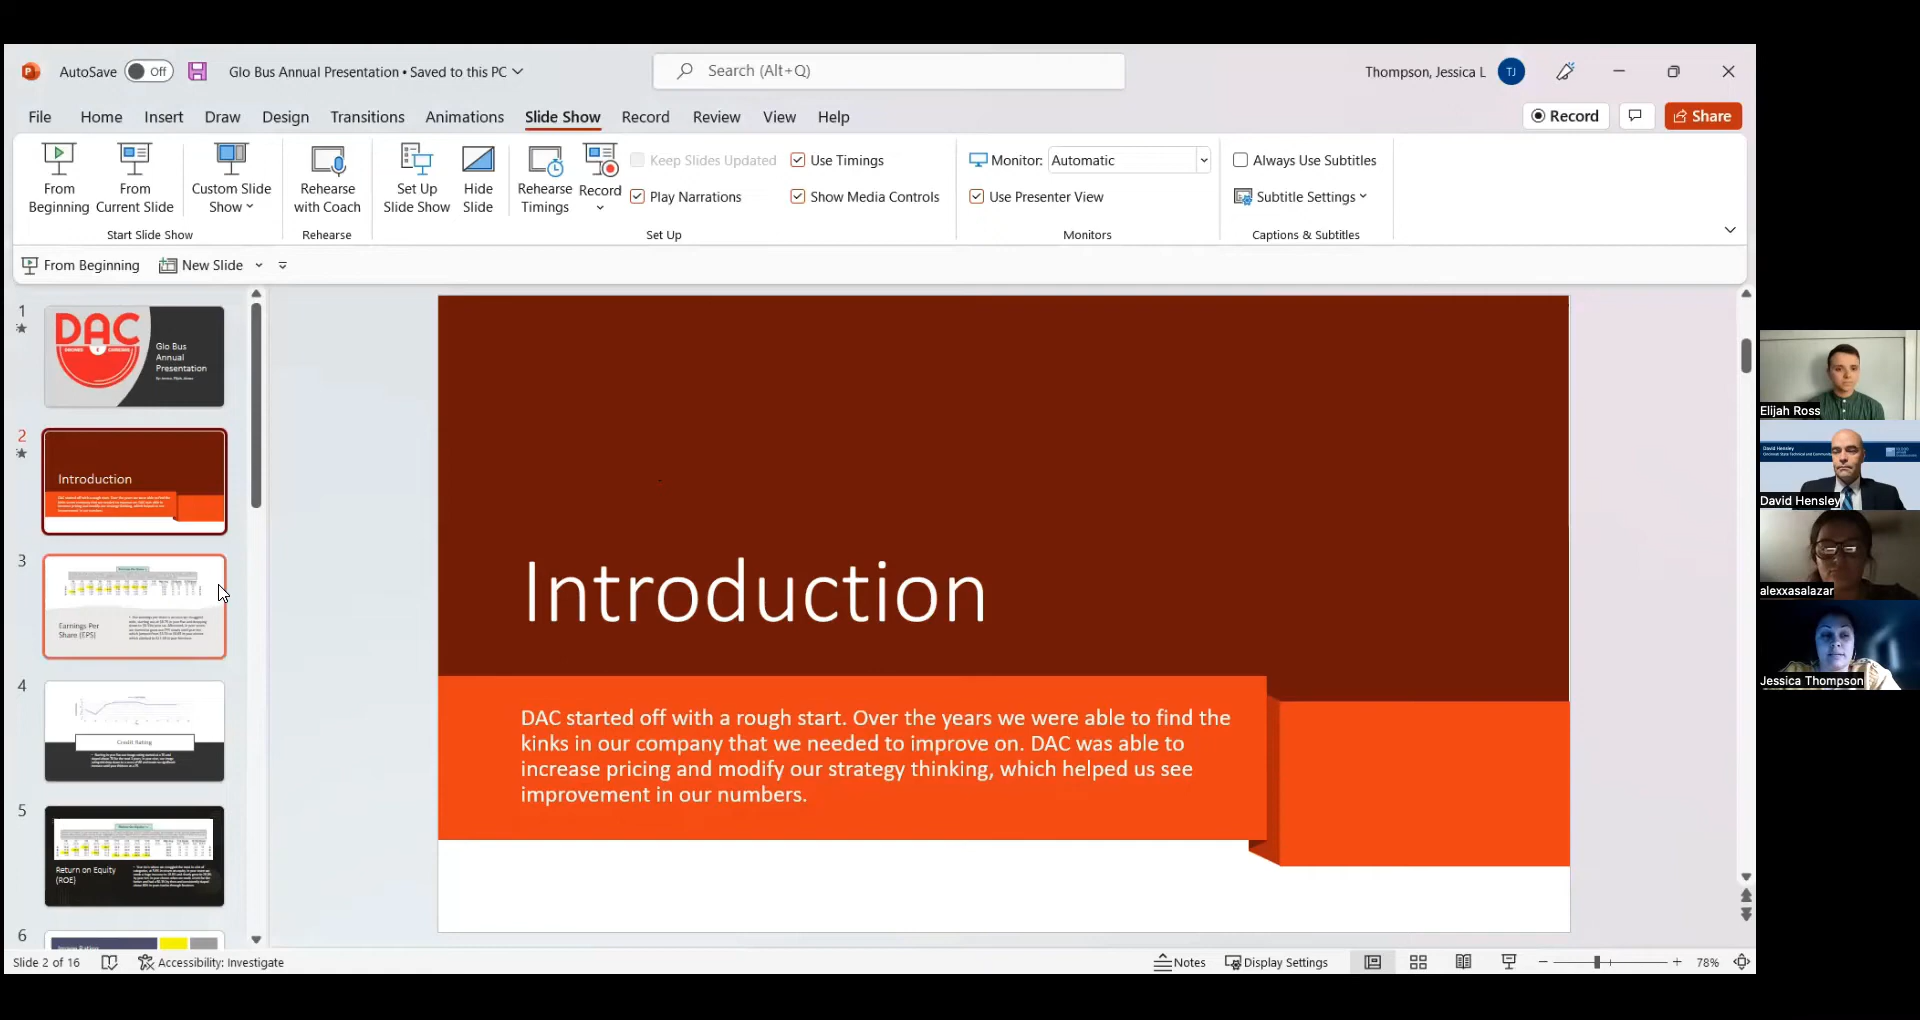 AutoSave Off Glo Bus Annual Presentation • Saved to this PC Search (Alt+Q) Thompson, Jessica L TJ
File Home Insert Draw Design Transitions Animations Slide Show Record Review View Help Record Share
From Beginning
From Current Slide
Custom Slide Show
Rehearse with Coach
Set Up Slide Show
Hide Slide
Rehearse Timings
Record
Keep Slides Updated
Play Narrations
Use Timings
Show Media Controls
Monitor: Automatic
Use Presenter View
Always Use Subtitles
Subtitle Settings
Start Slide Show Rehearse Set Up Monitors Captions & Subtitles
From Beginning New Slide
1
DAC
Glo Bus
Annual
Presentation
2
Introduction
3
Earnings Per
Share (EPS)
4
Credit Rating
5
Return on Equity
(ROE)
6
Introduction
DAC started off with a rough start. Over the years we were able to find the
kinks in our company that we needed to improve on. DAC was able to
increase pricing and modify our strategy thinking, which helped us see
improvement in our numbers.
Elijah Ross
David Hensley
David Hensley
alexxasalazar
Jessica Thompson
Slide 2 of 16 Accessibility: Investigate Notes Display Settings 78%